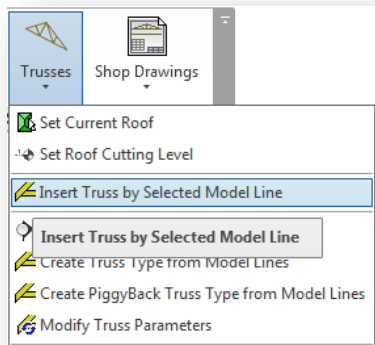 Trusses
Shop Drawings
Set Current Roof
Set Roof Cutting Level
Insert Truss by Selected Model Line
Insert Truss by Selected Model Line
Create Truss Type from Model Lines
Create PiggyBack Truss Type from Model Lines
Modify Truss Parameters